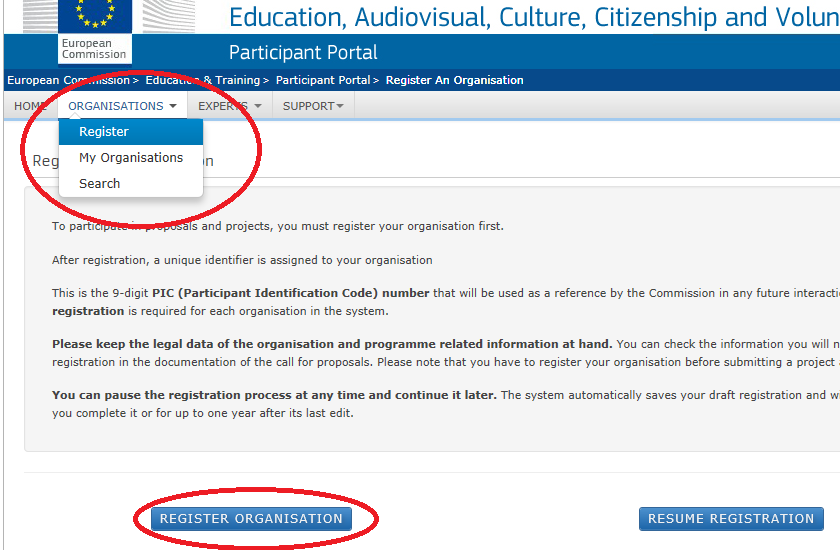 Education, Audiovisual, Culture, Citizenship and Volun
European
Commission
Participant Portal
European Commission > Education & Training > Participant Portal > Register An Organisation
HOME ORGANISATIONS EXPERTS SUPPORT
Register
My Organisations
Search
Reg on
To participate in proposals and projects, you must register your organisation first.
After registration, a unique identifier is assigned to your organisation
This is the 9-digit PIC (Participant Identification Code) number that will be used as a reference by the Commission in any future interactio
registration is required for each organisation in the system.
Please keep the legal data of the organisation and programme related information at hand. You can check the information you will n
registration in the documentation of the call for proposals. Please note that you have to register your organisation before submitting a project a
You can pause the registration process at any time and continue it later. The system automatically saves your draft registration and wi
you complete it or for up to one year after its last edit.
REGISTER ORGANISATION RESUME REGISTRATION